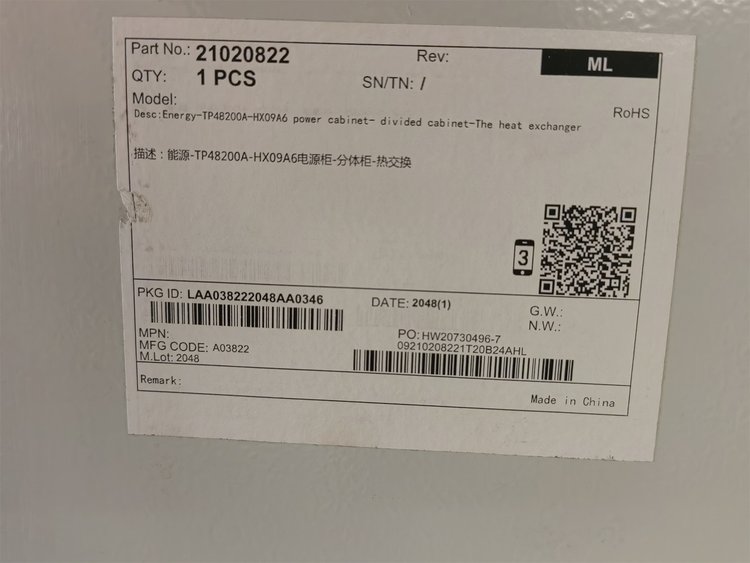 Part No.: 21020822 Rev: ML
QTY: 1 PCS SN/TN: /
Model: RoHS
Desc:Energy-TP48200A-HX09A6 power cabinet- divided cabinet-The heat exchanger
描述：能源-TP48200A-HX09A6电源柜-分体柜-热交换
3
PKG ID: LAA038222048AA0346 DATE: 2048(1) G.W.:
N.W.:
MPN: PO: HW20730496-7
MFG CODE: A03822 09210208221T20B24AHL
M.Lot: 2048
Remark:
Made in China